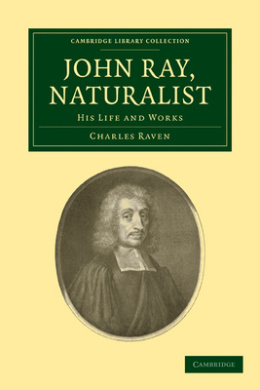 CAMBRIDGE LIBRARY COLLECTION
JOHN RAY,
NATURALIST
HIS LIFE AND WORKS
CHARLES RAVEN
CAMBRIDGE